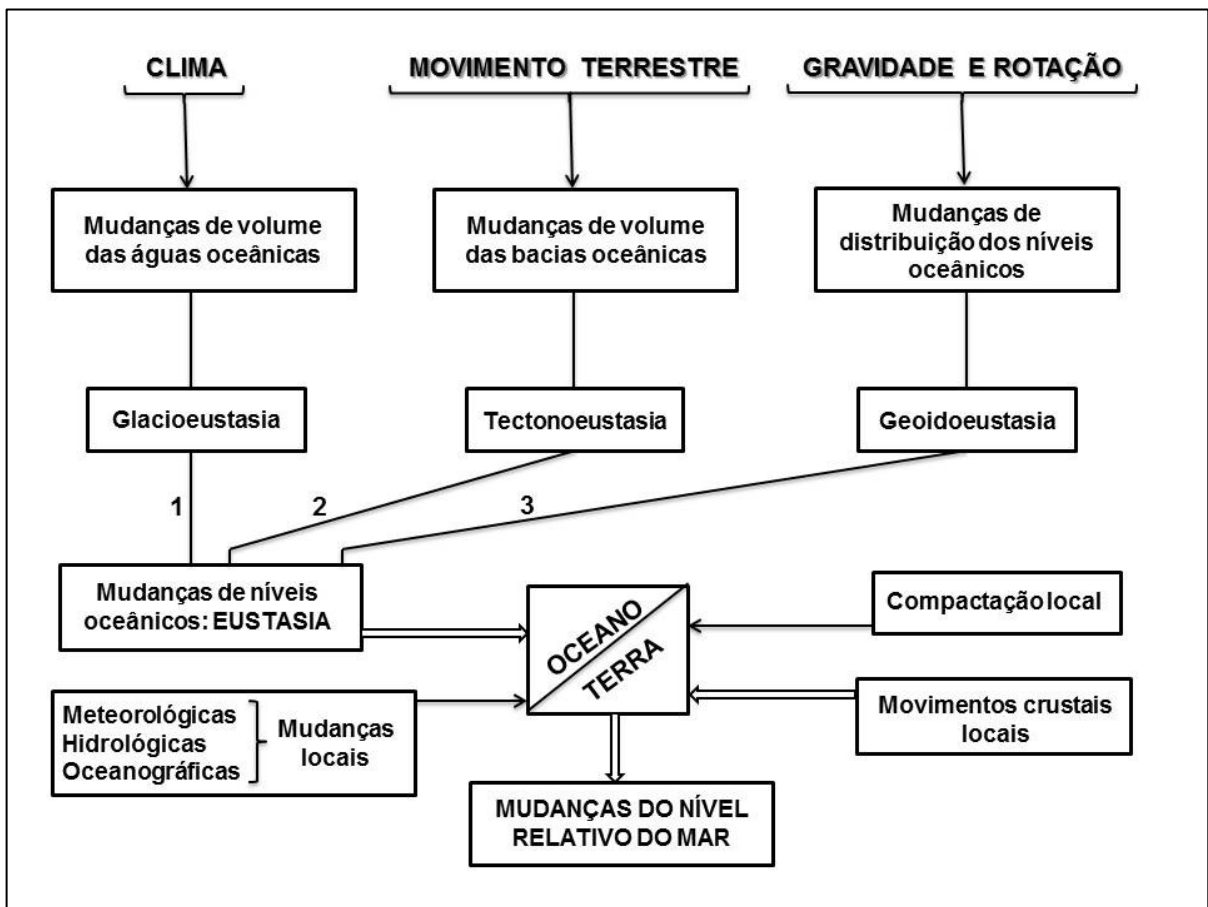 CLIMA
MOVIMENTO TERRESTRE
GRAVIDADE E ROTAÇÃO
Mudanças de volume
das águas oceânicas
Mudanças de volume
das bacias oceânicas
Mudanças de
distribuição dos níveis
oceânicos
Glacioeustasia
Tectonoeustasia
Geoidoeustasia
1
2
3
Mudanças de níveis
oceânicos: EUSTASIA
OCEANO
TERRA
Compactação local
Meteorológicas
Hidrológicas
Oceanográficas
Mudanças
locais
Movimentos crustais
locais
MUDANÇAS DO NÍVEL
RELATIVO DO MAR